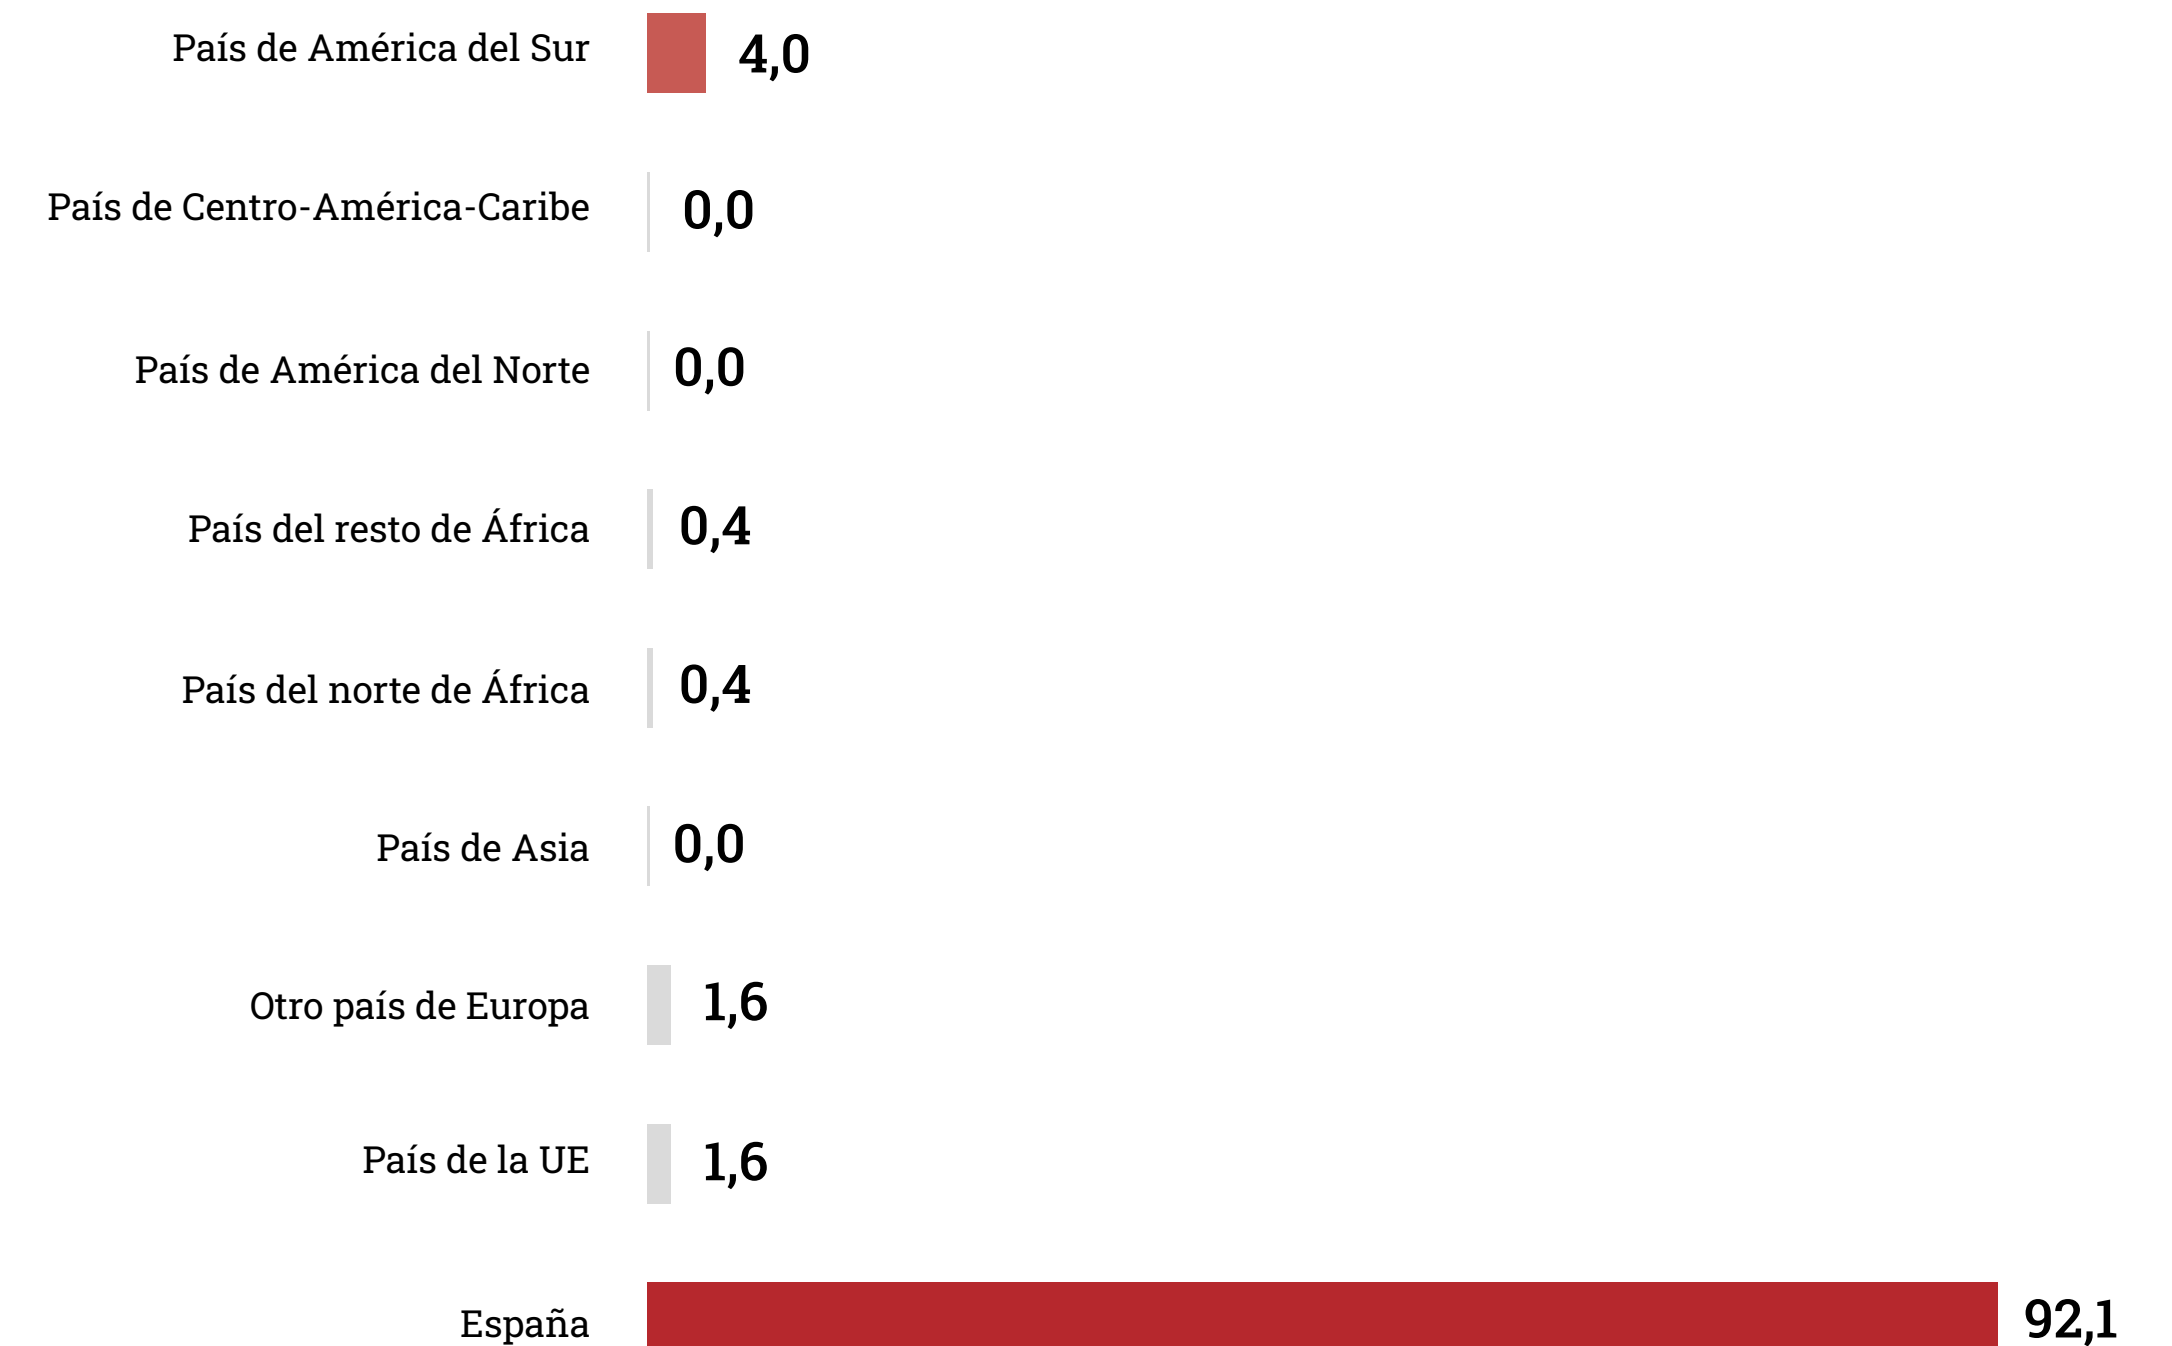 País de América del Sur 4,0
País de Centro-América-Caribe 0,0
País de América del Norte 0,0
País del resto de África 0,4
País del norte de África 0,4
País de Asia 0,0
Otro país de Europa 1,6
País de la UE 1,6
España 92,1